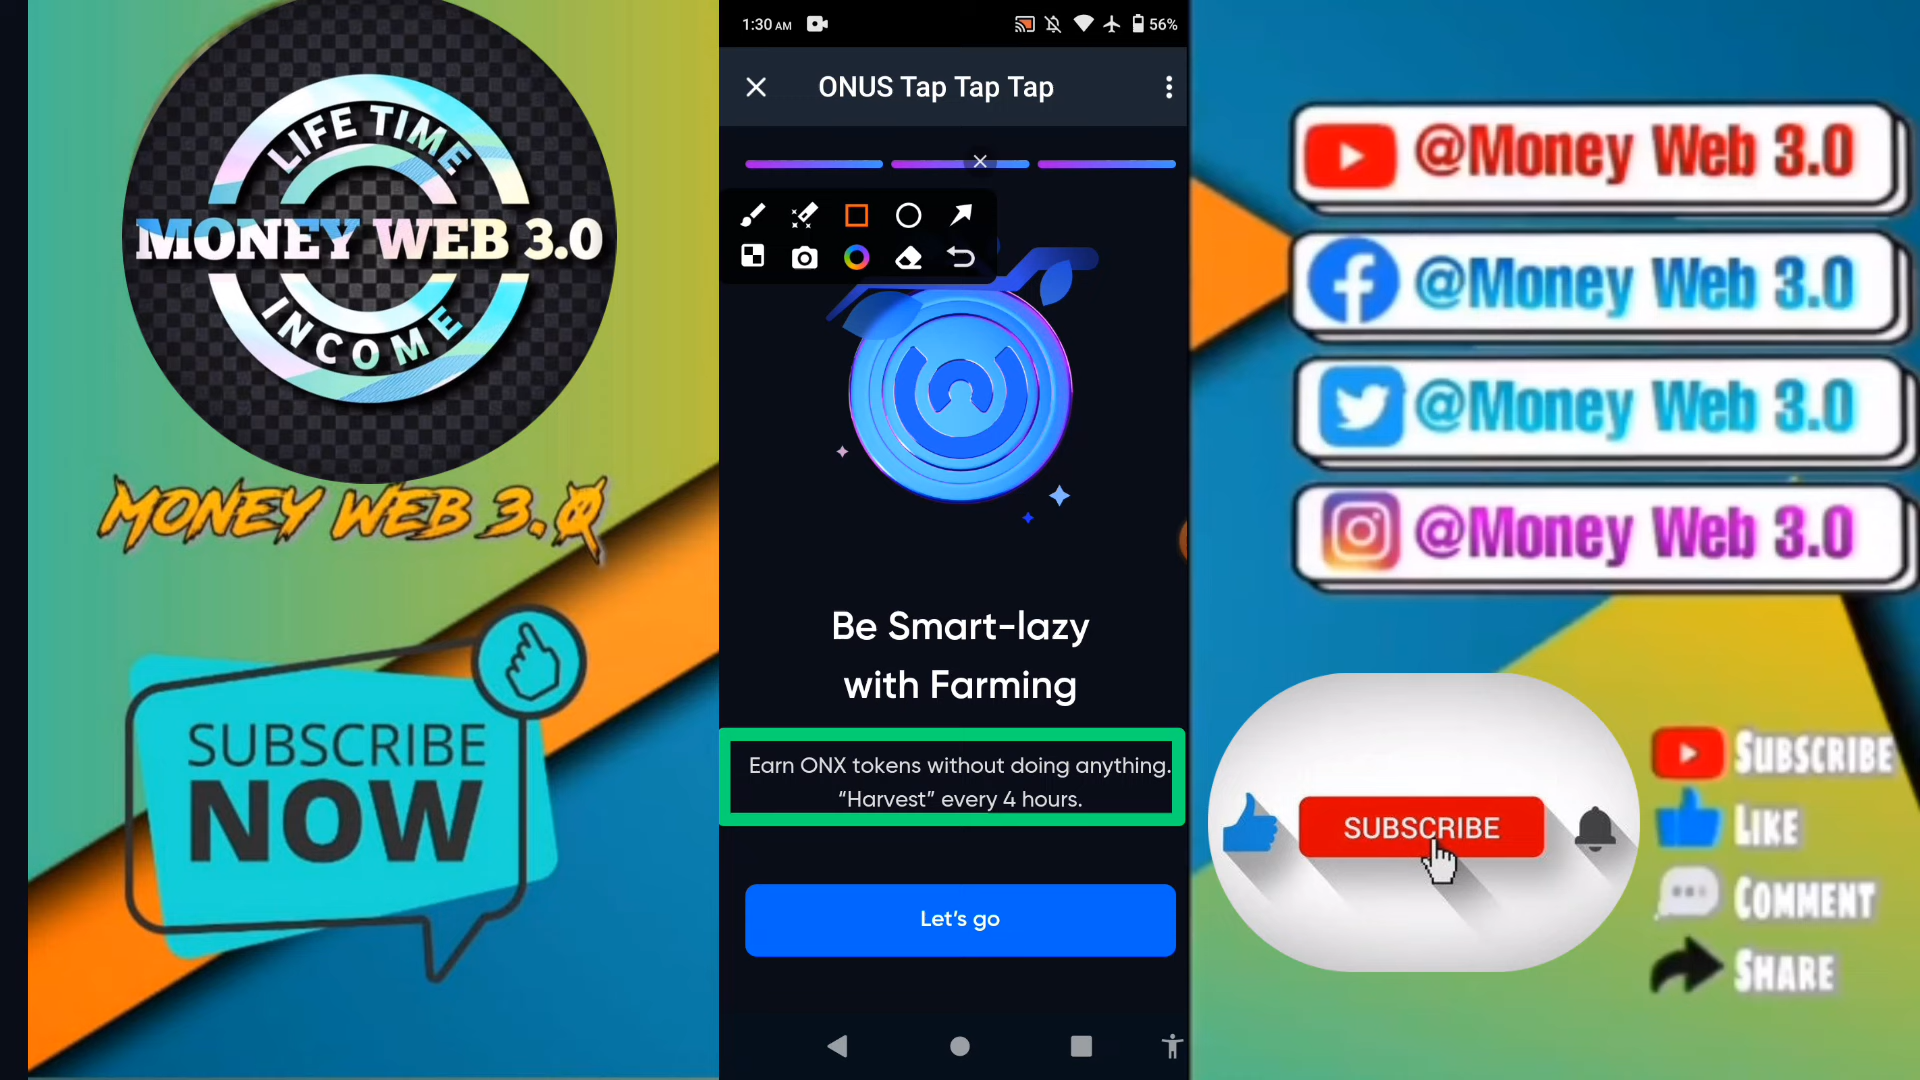 LIFE TIME
MONEY WEB 3.0
INCOME
MONEY WEB 3.0
SUBSCRIBE
NOW
1:30 AM
56%
ONUS Tap Tap Tap
Be Smart-lazy
with Farming
Earn ONX tokens without doing anything.
“Harvest” every 4 hours.
Let's go
@Money Web 3.0
@Money Web 3.0
@Money Web 3.0
@Money Web 3.0
SUBSCRIBE
SUBSCRIBE
LIKE
COMMENT
SHARE